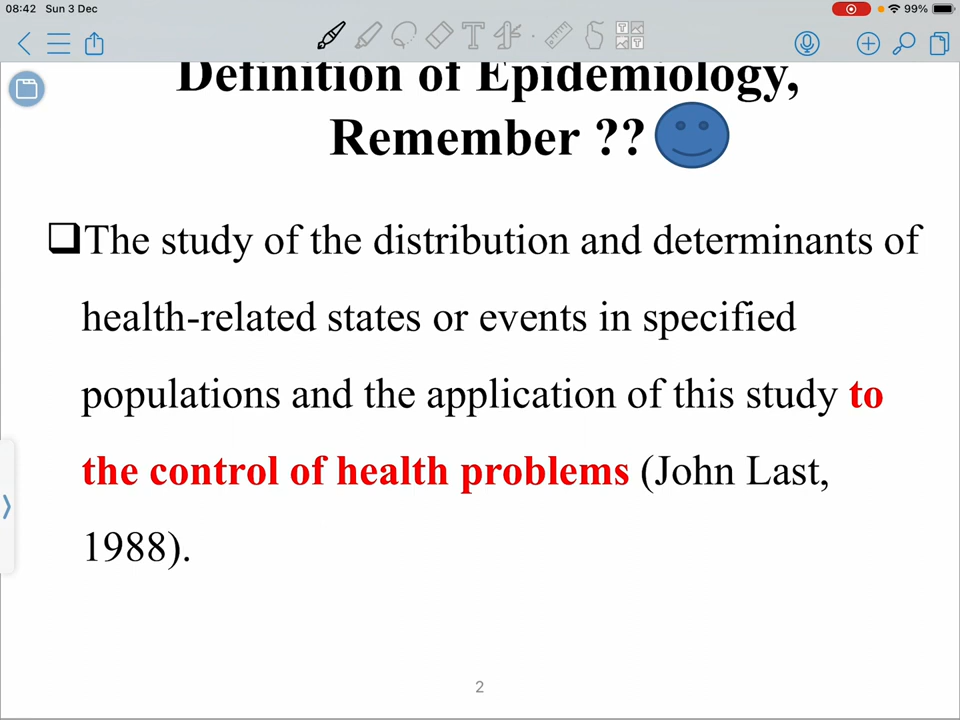 08:42 Sun 3 Dec 99%
Definition of Epidemiology,
Remember ??
The study of the distribution and determinants of
health-related states or events in specified
populations and the application of this study to
the control of health problems (John Last,
1988).
2